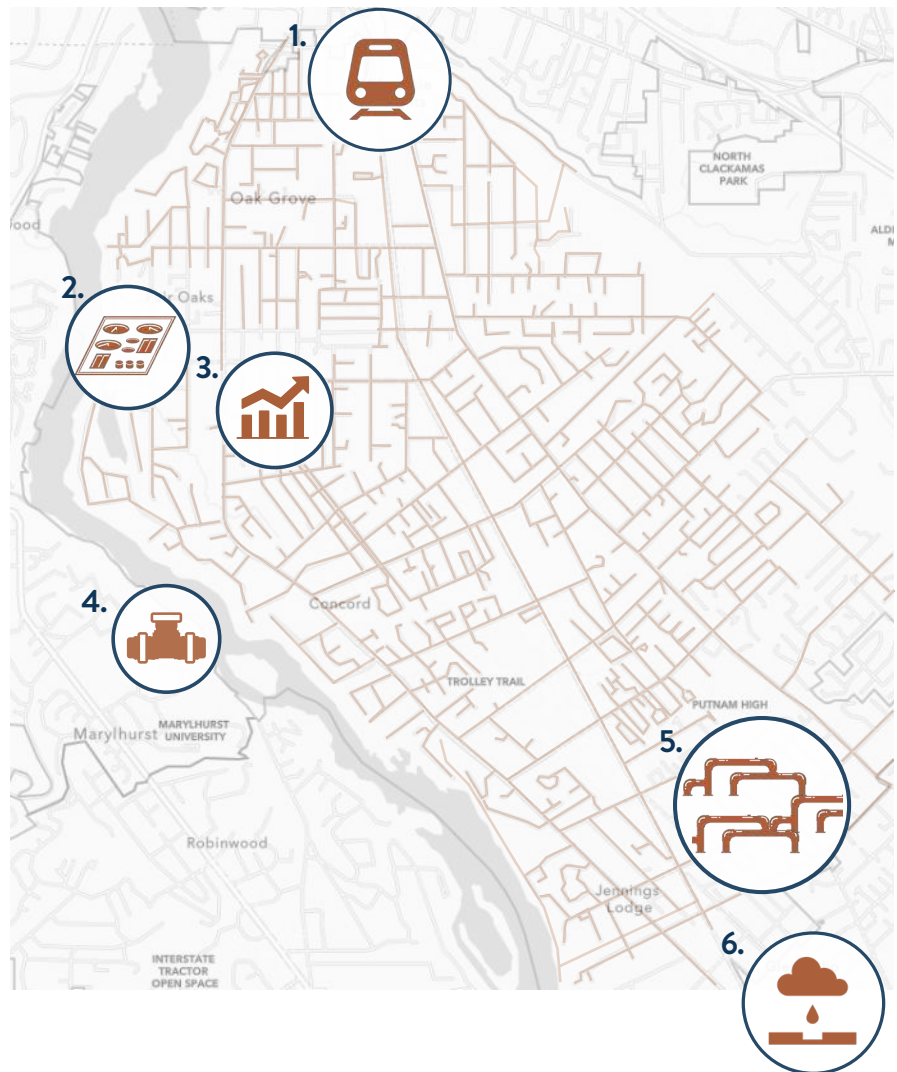 1.
NORTH
CLACKAMAS
PARK
Oak Grove
ood
ALD
M
2.
r Oaks
3.
4.
Concord
TROLLEY TRAIL
PUTNAM HIGH
Marylhurst
MARYLHURST
UNIVERSITY
5.
Robinwood
Jennings
Lodge
6.
INTERSTATE
TRACTOR
OPEN SPACE